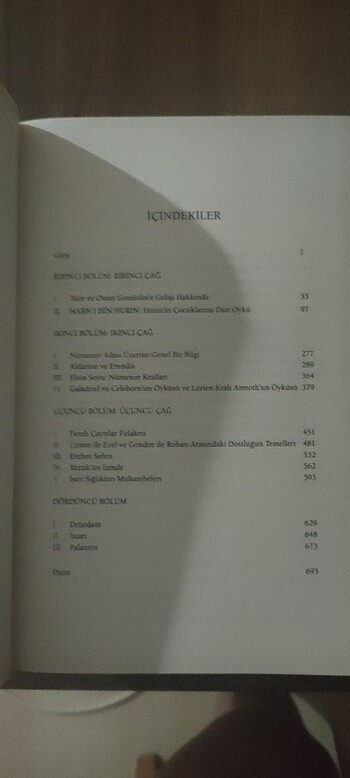 İÇİNDEKİLER
Giriş 7
BİRİNCİ BÖLÜM: BİRİNCİ ÇAĞ
I. Tuor ve Onun Gondolin'e Gelişi Hakkında 33
II. NARN I HÎN HÚRIN: Húrin'in Çocuklarına Dair Öykü 97
İKİNCİ BÖLÜM: İKİNCİ ÇAĞ
I. Númenor Adası Üzerine Genel Bir Bilgi 277
II. Aldarion ve Erendis 289
III. Elros Soyu: Númenor Kralları 364
IV. Galadriel ve Celeborn'un Öyküsü ve Lórien Kralı Amroth'un Öyküsü 379
ÜÇÜNCÜ BÖLÜM: ÜÇÜNCÜ ÇAĞ
I. Ferah Çayırlar Felaketi 451
II. Cirion ile Eorl ve Gondor ile Rohan Arasındaki Dostluğun Temelleri 481
III. Erebor Seferi 532
IV. Yüzük'ün İzinde 562
V. Isen Sığlıkları Muharebeleri 593
DÖRDÜNCÜ BÖLÜM
I. Drúedain 629
II. Istari 648
III. Palantíri 673
Dizin 695